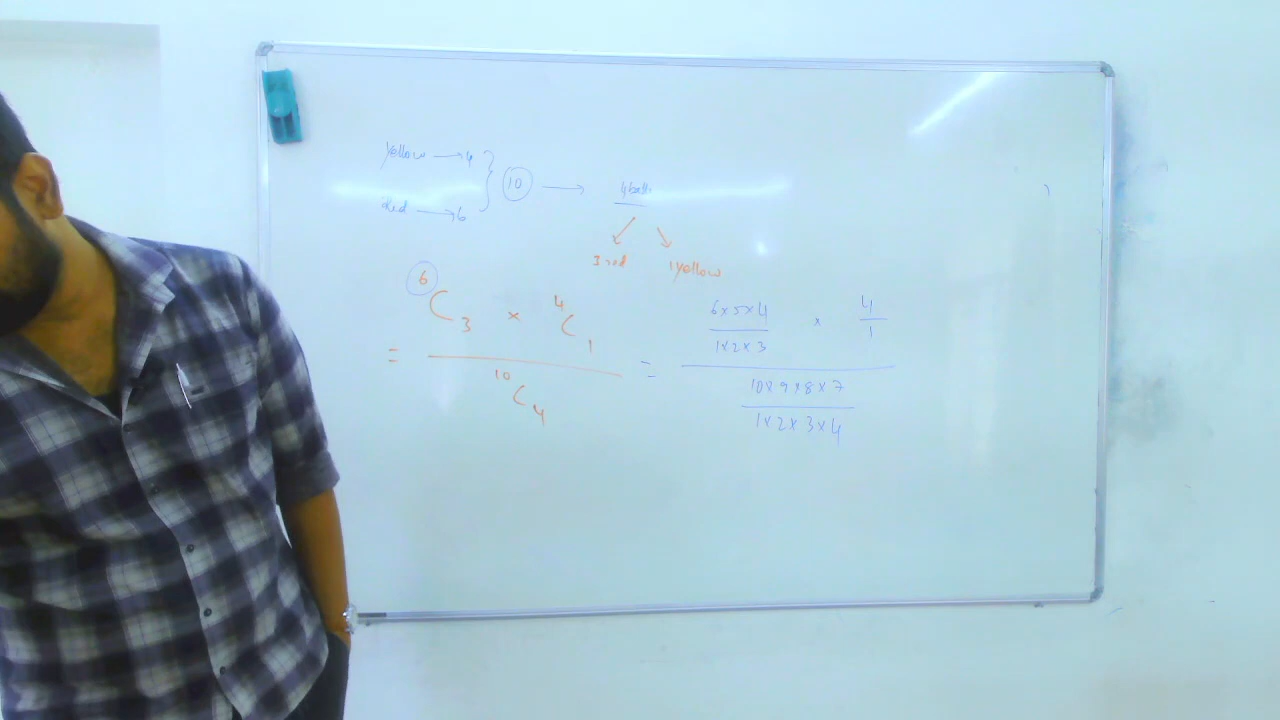 yellow → 4
Red → 6
} 10 → 4 balls
3 red 1 yellow
= (⁶C₃ × ⁴C₁) / ¹⁰C₄ = ((6×5×4)/(1×2×3) × 4/1) / ((10×9×8×7)/(1×2×3×4))